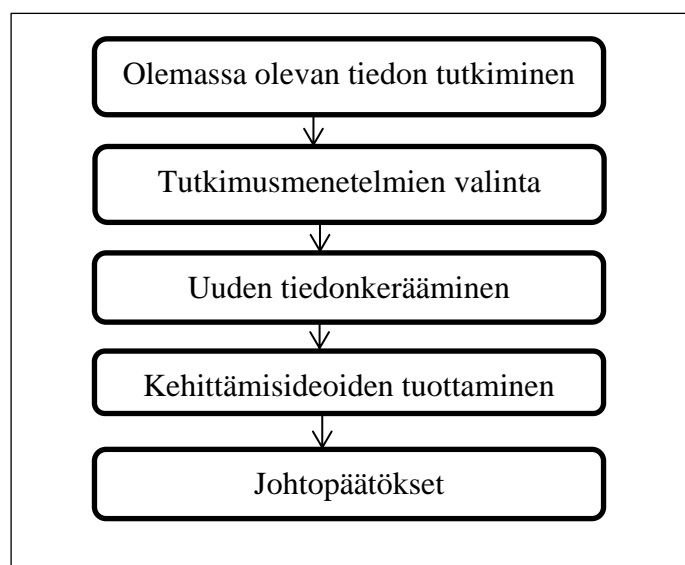 Olemassa olevan tiedon tutkiminen
Tutkimusmenetelmien valinta
Uuden tiedonkerääminen
Kehittämisideoiden tuottaminen
Johtopäätökset